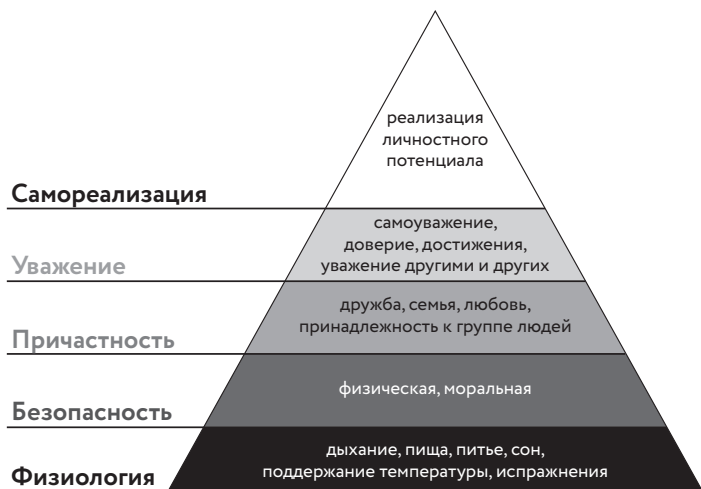 реализация
личностного
потенциала
Самореализация
самоуважение,
доверие, достижения,
уважение другими и других
Уважение
дружба, семья, любовь,
принадлежность к группе людей
Причастность
физическая, моральная
Безопасность
дыхание, пища, питье, сон,
поддержание температуры, испражнения
Физиология